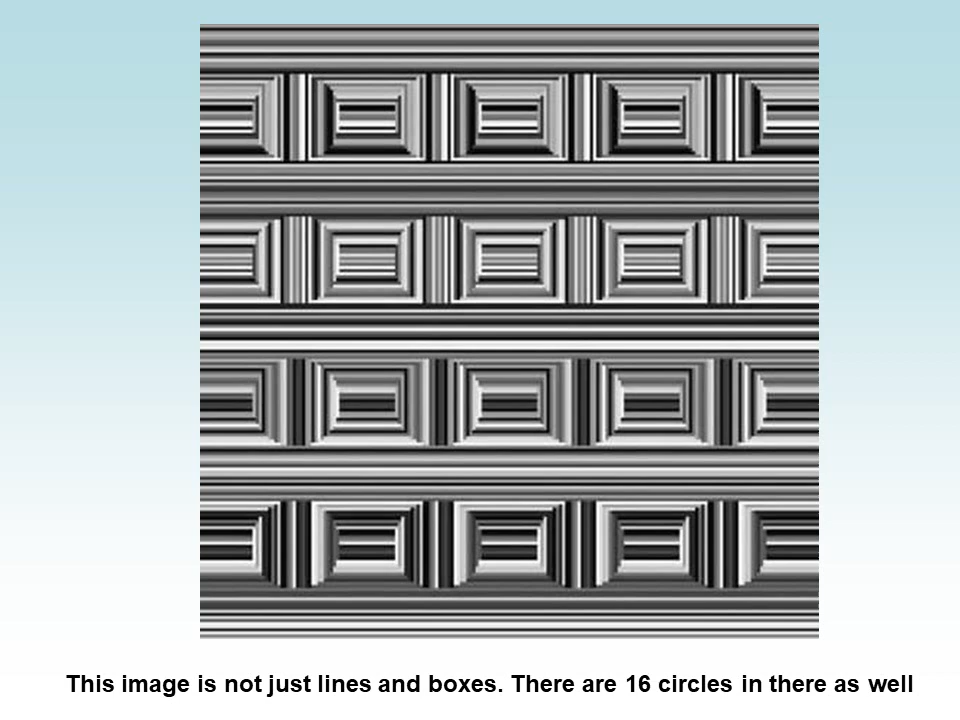 This image is not just lines and boxes. There are 16 circles in there as well